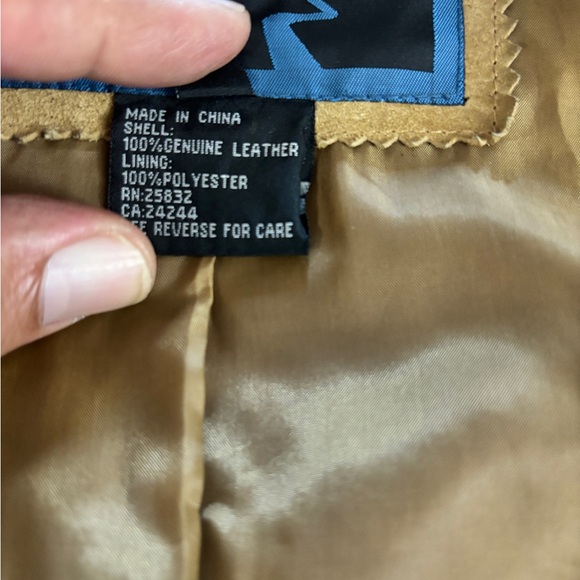 MADE IN CHINA
SHELL:
100%GENUINE LEATHER
LINING:
100%POLYESTER
RN:25832
CA:24244
REVERSE FOR CARE